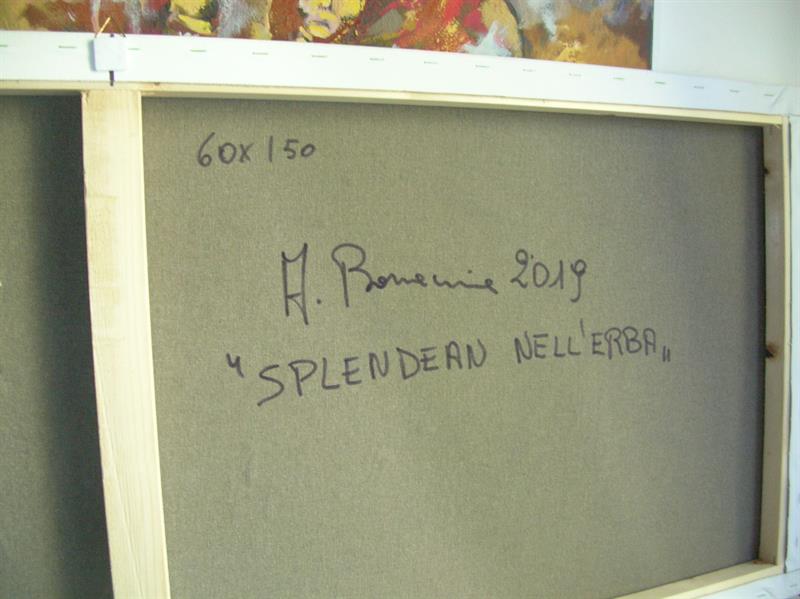 60x150
A. 2019
"SPLENDEAN NELL'ERBA"